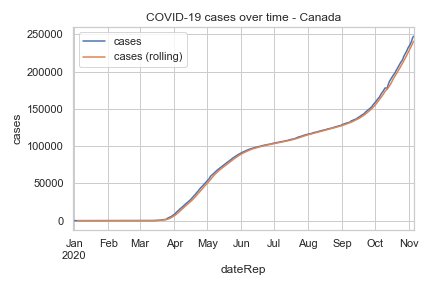 COVID-19 cases over time - Canada
cases
cases (rolling)
250000
200000
150000
100000
50000
0
cases
Jan Feb Mar Apr May Jun Jul Aug Sep Oct Nov
2020
dateRep